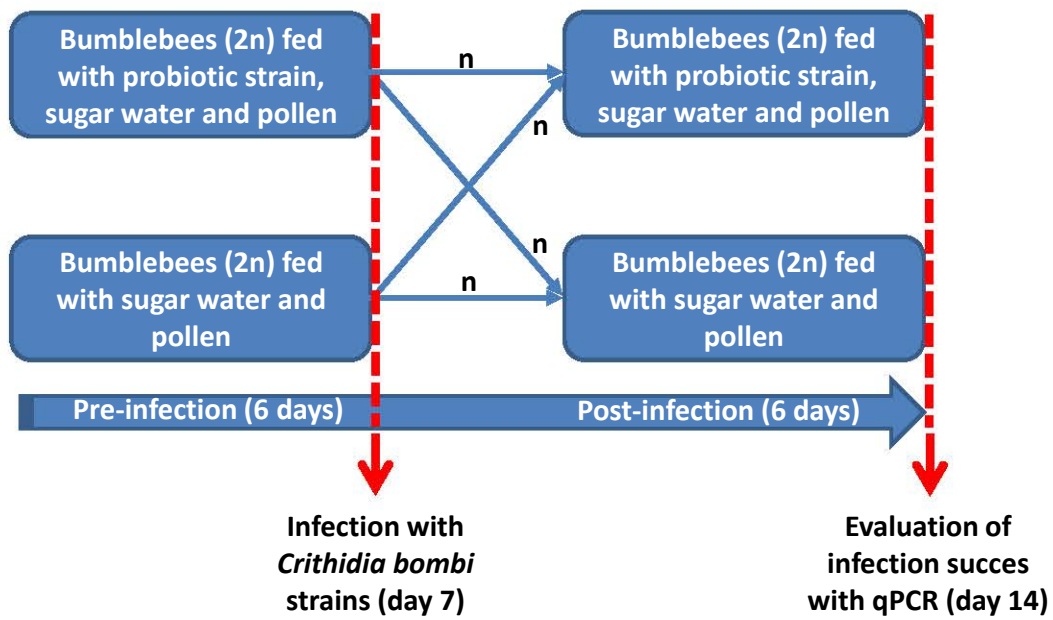 Bumblebees (2n) fed
with probiotic strain,
sugar water and pollen
n
Bumblebees (2n) fed
with probiotic strain,
sugar water and pollen
n
Bumblebees (2n) fed
with sugar water and
pollen
n
n
Bumblebees (2n) fed
with sugar water and
pollen
Pre-infection (6 days)
Post-infection (6 days)
Infection with
Crithidia bombi
strains (day 7)
Evaluation of
infection succes
with qPCR (day 14)